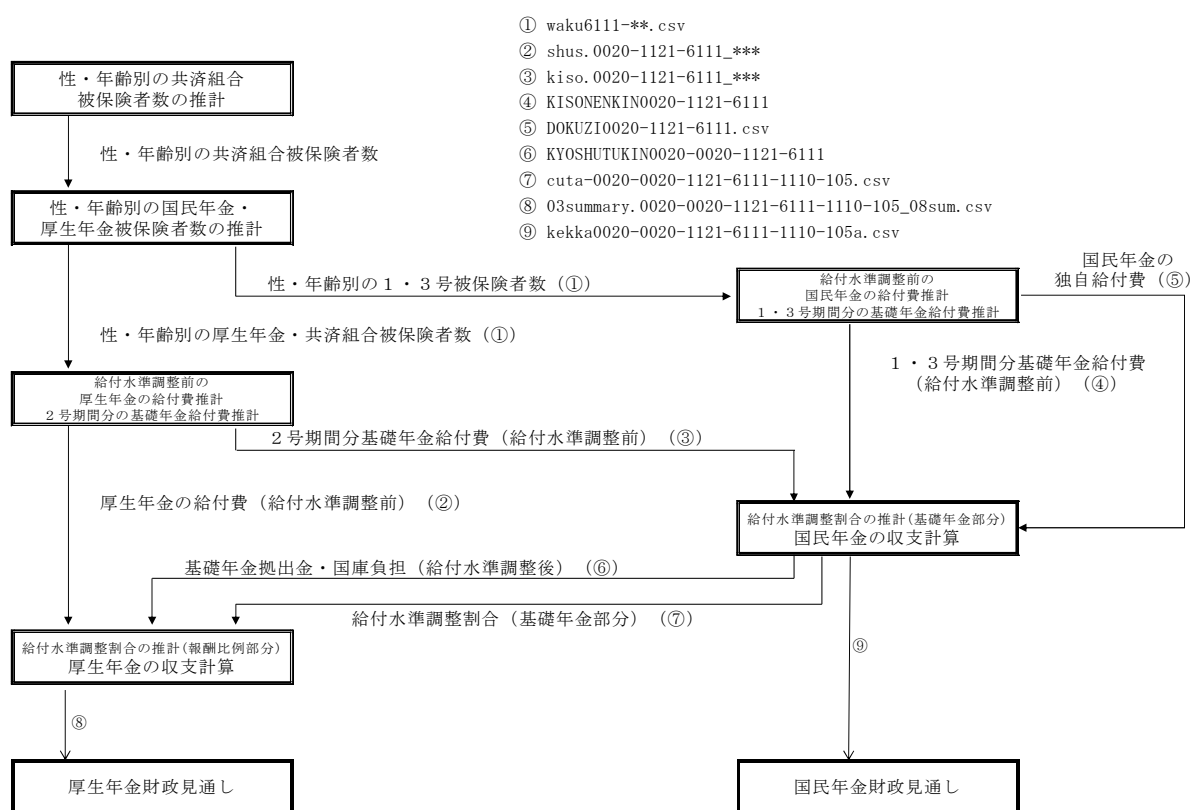 ① waku6111-**.csv
② shus.0020-1121-6111_***
③ kiso.0020-1121-6111_***
④ KISONENKIN0020-1121-6111
⑤ DOKUZI0020-1121-6111.csv
⑥ KYOSHUTUKIN0020-0020-1121-6111
⑦ cuta-0020-0020-1121-6111-1110-105.csv
⑧ 03summary.0020-0020-1121-6111-1110-105_08sum.csv
⑨ kekka0020-0020-1121-6111-1110-105a.csv
性・年齢別の共済組合
被保険者数の推計
性・年齢別の共済組合被保険者数
性・年齢別の国民年金・
厚生年金被保険者数の推計
性・年齢別の1・3号被保険者数(①)
給付水準調整前の
国民年金の給付費推計
1・3号期間分の基礎年金給付費推計
国民年金の
独自給付費(⑤)
性・年齢別の厚生年金・共済組合被保険者数(①)
1・3号期間分基礎年金給付費
(給付水準調整前)(④)
給付水準調整前の
厚生年金の給付費推計
2号期間分の基礎年金給付費推計
2号期間分基礎年金給付費(給付水準調整前)(③)
厚生年金の給付費(給付水準調整前)(②)
給付水準調整割合の推計(基礎年金部分)
国民年金の収支計算
基礎年金拠出金・国庫負担(給付水準調整後)(⑥)
給付水準調整割合(基礎年金部分)(⑦)
給付水準調整割合の推計(報酬比例部分)
厚生年金の収支計算
⑨
⑧
厚生年金財政見通し
国民年金財政見通し